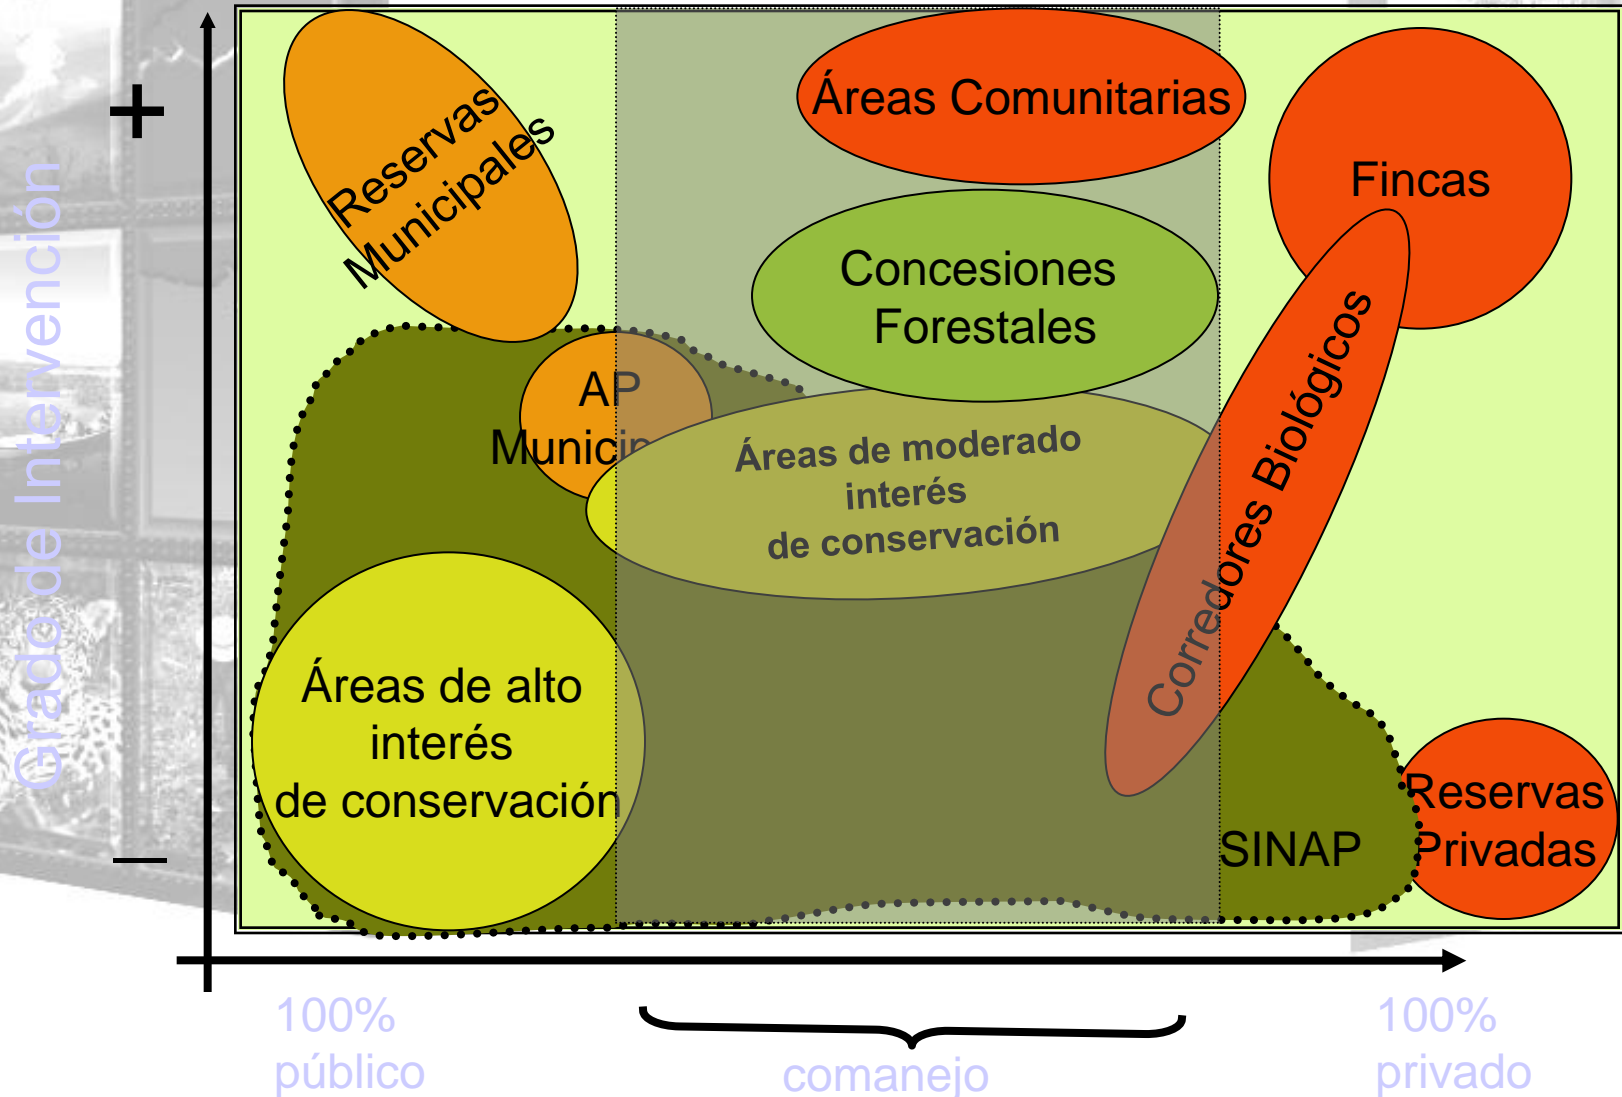 Grado de Intervención
+
Reservas
Municipales
Áreas Comunitarias
Fincas
Concesiones
Forestales
AP
Municip
Áreas de moderado
interés
de conservación
Corredores Biológicos
Áreas de alto
interés
de conservación
SINAP
Reservas
Privadas
_
100%
público
comanejo
100%
privado